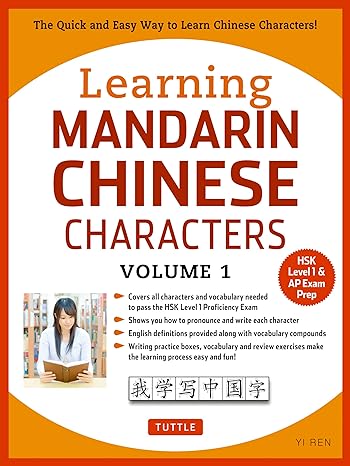 The Quick and Easy Way to Learn Chinese Characters!
Learning
MANDARIN
CHINESE
CHARACTERS
VOLUME 1
HSK
Level 1 &
AP Exam
Prep
Covers all characters and vocabulary needed
to pass the HSK Level 1 Proficiency Exam
Shows you how to pronounce and write each character
English definitions provided along with vocabulary compounds
Writing practice boxes, vocabulary and review exercises make
the learning process easy and fun!
我学写中国字
TUTTLE
YI REN